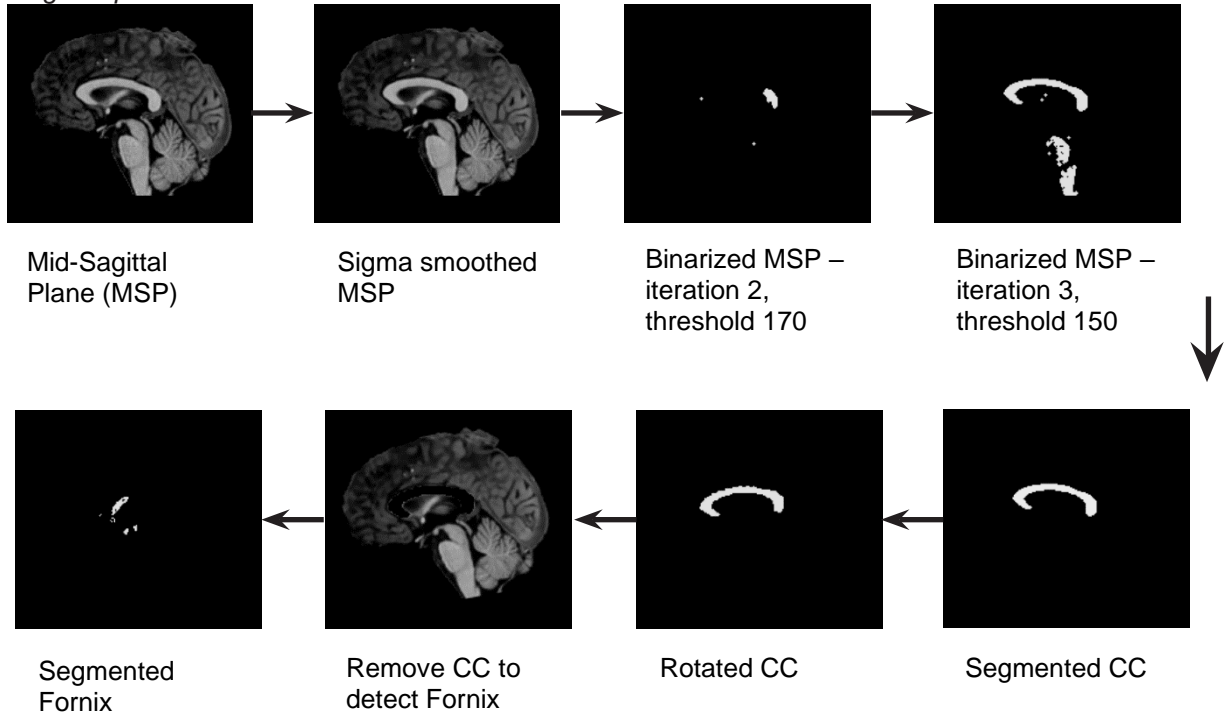 Mid-Sagittal
Plane (MSP)
Sigma smoothed
MSP
Binarized MSP –
iteration 2,
threshold 170
Binarized MSP –
iteration 3,
threshold 150
Segmented
Fornix
Remove CC to
detect Fornix
Rotated CC
Segmented CC